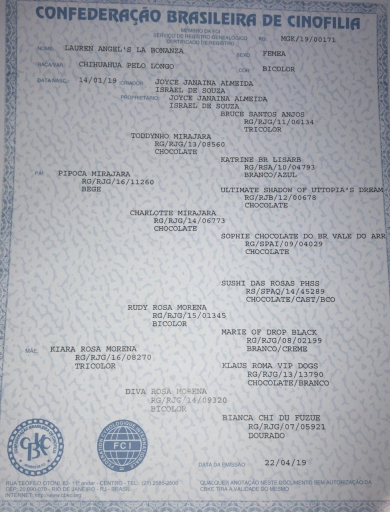 CONFEDERAÇÃO BRASILEIRA DE CINOFILIA
MEMBRO DA FCI
SERVIÇO DE REGISTRO GENEALÓGICO
CERTIFICADO DE REGISTRO
RG. MGZ/19/00171
NOME: LAUREN ANGEL'S LA BONANZA
SEXO: FEMEA
RAÇA/VAR. CHIHUAHUA PELO LONGO
COR: BICOLOR
DATA NASC. 14/01/19 CRIADOR: JOYCE JANAINA ALMEIDA
ISRAEL DE SOUZA
PROPRIETÁRIO: JOYCE JANAINA ALMEIDA
ISRAEL DE SOUZA
BRUCE SANTOS ANJOS
RG/RJG/11/06134
TRICOLOR
TODDYNHO MIRAJARA
RG/RJG/13/08560
CHOCOLATE
KATRINE BR LISARB
RG/RSA/10/04793
BRANCO/AZUL
PAI: PIPOCA MIRAJARA
RG/RJG/16/11260
BEGE
ULTIMATE SHADOW OF UTTOPIA'S DREAM
RG/RJB/12/00678
CHOCOLATE
CHARLOTTE MIRAJARA
RG/RJG/14/06773
CHOCOLATE
SOPHIE CHOCOLATE DO BR VALE DO ARR
RG/SPAI/09/04029
CHOCOLATE
SUSHI DAS ROSAS PHSS
RS/SPAQ/14/45289
CHOCOLATE/CAST/BCO
RUDY ROSA MORENA
RG/RJG/15/01345
BICOLOR
MARIE OF DROP BLACK
RG/RJG/08/02199
BRANCO/CREME
MÃE: KIARA ROSA MORENA
RG/RJG/16/08270
TRICOLOR
KLAUS ROMA VIP DOGS
RG/RJG/13/13790
CHOCOLATE/BRANCO
DIVA ROSA MORENA
RG/RJG/14/09320
BICOLOR
BIANCA CHI DU FUZUE
RG/RJG/07/05921
DOURADO
CBKC
FCI
DATA DA EMISSÃO 22/04/19
RUA TEOFILO OTONI, 62 - 11º andar - CENTRO - TEL.
RIO DE JANEIRO - RJ - BRASIL
INTERNET: http://www.cbkc.org
QUALQUER ANOTAÇÃO NESTE DOCUMENTO SEM AUTORIZAÇÃO DA
CBKC TIRA A VALIDADE DO MESMO